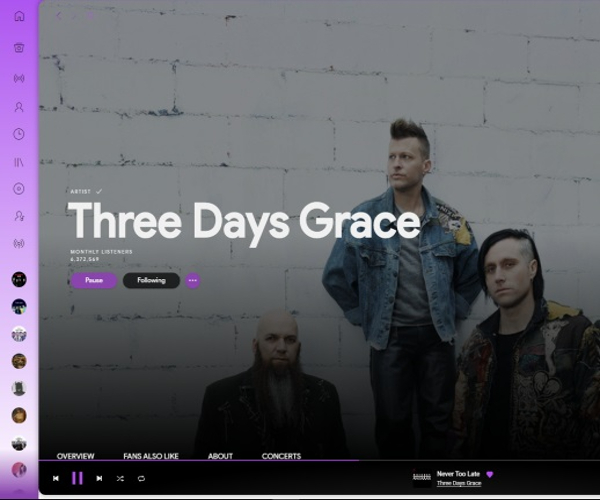 ARTIST
Three Days Grace
MONTHLY LISTENERS
6,372,569
Pause
Following
OVERVIEW
FANS ALSO LIKE
ABOUT
CONCERTS
Never Too Late
Three Days Grace